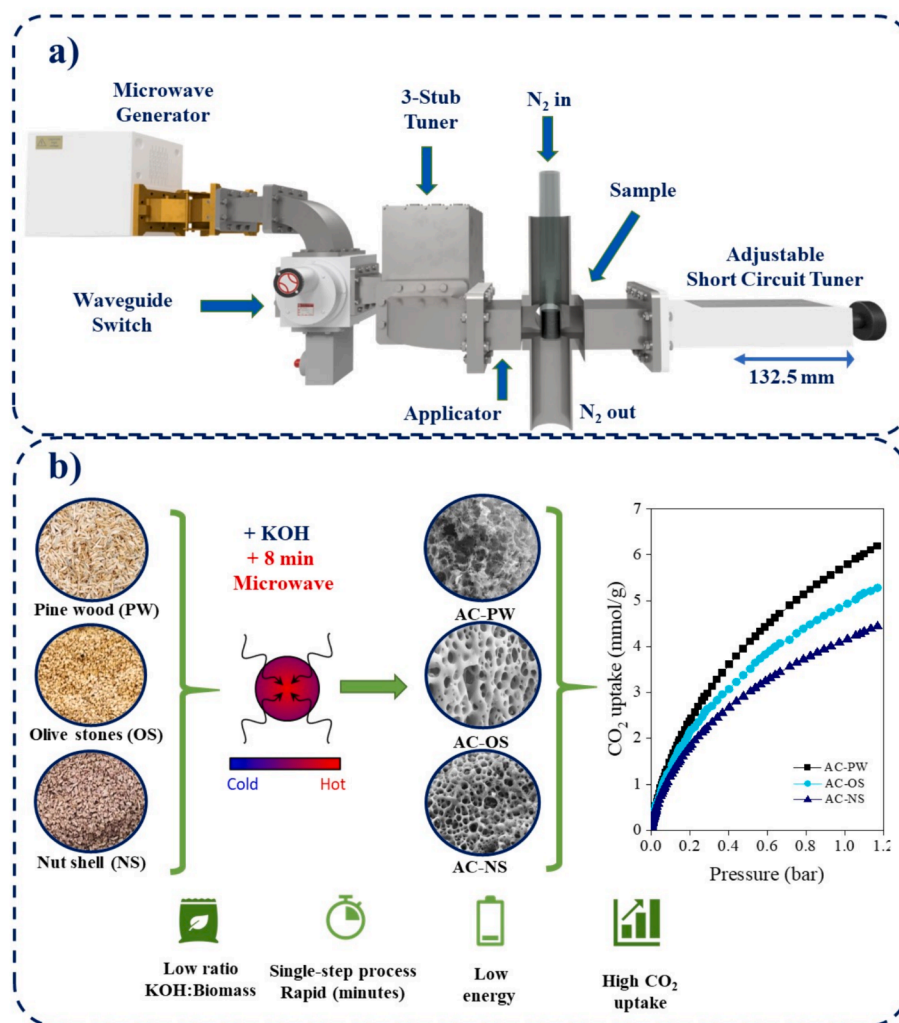 a)
Microwave
Generator
3-Stub
Tuner
N₂ in
Sample
Adjustable
Short Circuit Tuner
Waveguide
Switch
132.5 mm
Applicator
N₂ out
b)
Pine wood (PW)
Olive stones (OS)
Nut shell (NS)
+ KOH
+ 8 min
Microwave
Cold
Hot
AC-PW
AC-OS
AC-NS
CO₂ uptake (mmol/g)
7
6
5
4
3
2
1
0
AC-PW
AC-OS
AC-NS
0.0 0.2 0.4 0.6 0.8 1.0 1.2
Pressure (bar)
Low ratio
KOH:Biomass
Single-step process
Rapid (minutes)
Low
energy
High CO₂
uptake